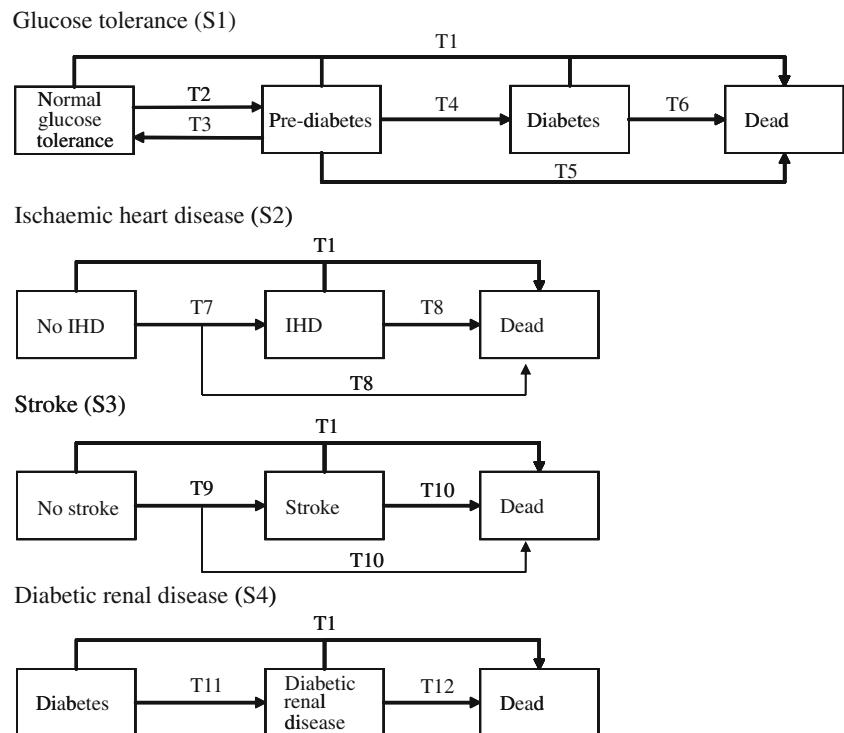 Glucose tolerance (S1)
T1
Normal
glucose
tolerance
T2
T3
Pre-diabetes
T4
Diabetes
T6
Dead
T5
Ischaemic heart disease (S2)
T1
No IHD
T7
IHD
T8
Dead
T8
Stroke (S3)
T1
No stroke
T9
Stroke
T10
Dead
T10
Diabetic renal disease (S4)
T1
Diabetes
T11
Diabetic
renal
disease
T12
Dead